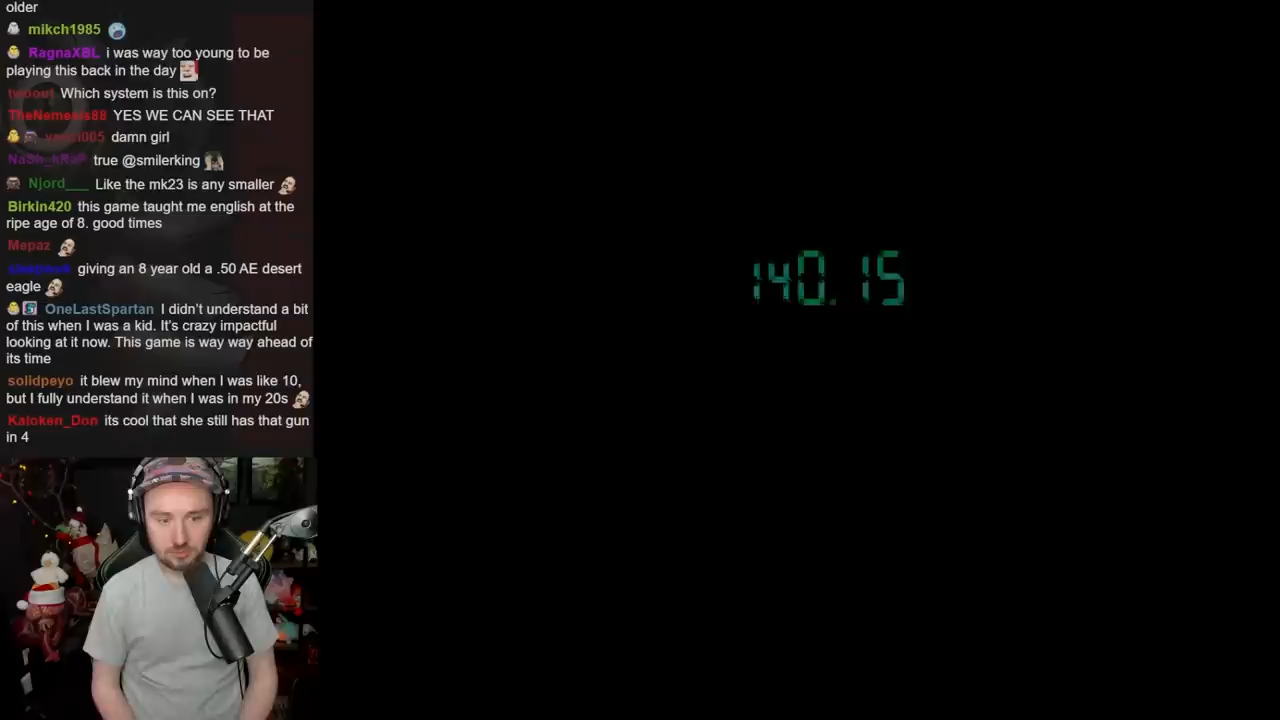 older
mikch1985
RagnaXBL i was way too young to be
playing this back in the day
twoout Which system is this on?
TheNemesis88 YES WE CAN SEE THAT
damn girl
true @smilerking
Njord___ Like the mk23 is any smaller
Birkin420 this game taught me english at the
ripe age of 8. good times
Mepaz
giving an 8 year old a .50 AE desert
eagle
OneLastSpartan I didn't understand a bit
of this when I was a kid. It's crazy impactful
looking at it now. This game is way way ahead of
its time
solidpeyo it blew my mind when I was like 10,
but I fully understand it when I was in my 20s
Kaloken_Don its cool that she still has that gun
in 4
140.15